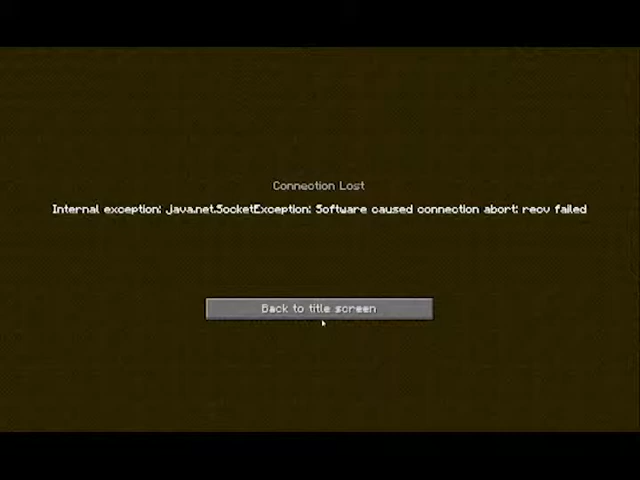 Connection Lost
Internal exception: java.net.SocketException: Software caused connection abort: recv failed
Back to title screen